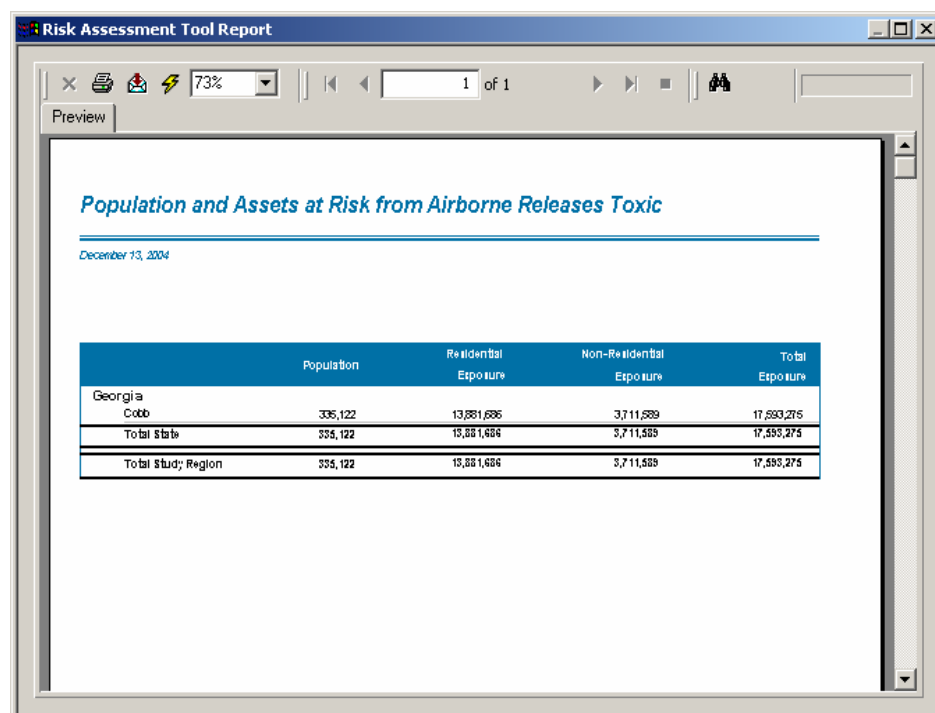 Risk Assessment Tool Report
73%
1 of 1
Preview
Population and Assets at Risk from Airborne Releases Toxic
December 13, 2004
Population Residential Exposure Non-Residential Exposure Total Exposure
Georgia
Cobb 335,122 13,881,686 3,711,589 17,593,275
Total State 335,122 13,881,686 3,711,589 17,593,275
Total Study Region 335,122 13,881,686 3,711,589 17,593,275